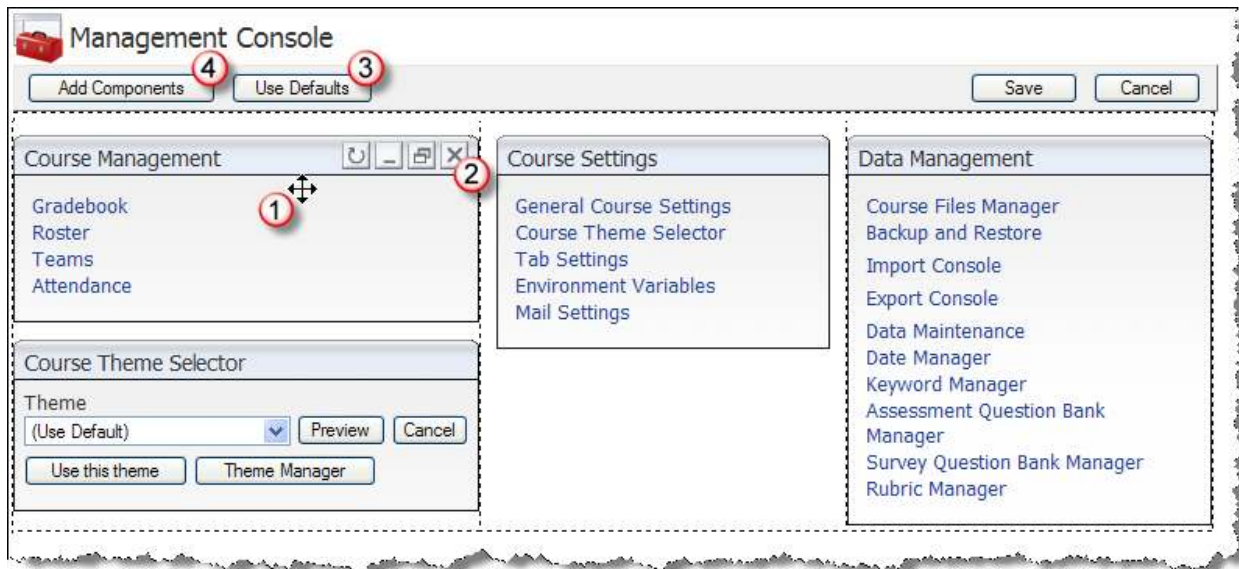 Management Console
4
3
Add Components
Use Defaults
Save
Cancel
Course Management
2
1
Gradebook
Roster
Teams
Attendance
Course Theme Selector
Theme
(Use Default)
Preview
Cancel
Use this theme
Theme Manager
Course Settings
General Course Settings
Course Theme Selector
Tab Settings
Environment Variables
Mail Settings
Data Management
Course Files Manager
Backup and Restore
Import Console
Export Console
Data Maintenance
Date Manager
Keyword Manager
Assessment Question Bank
Manager
Survey Question Bank Manager
Rubric Manager